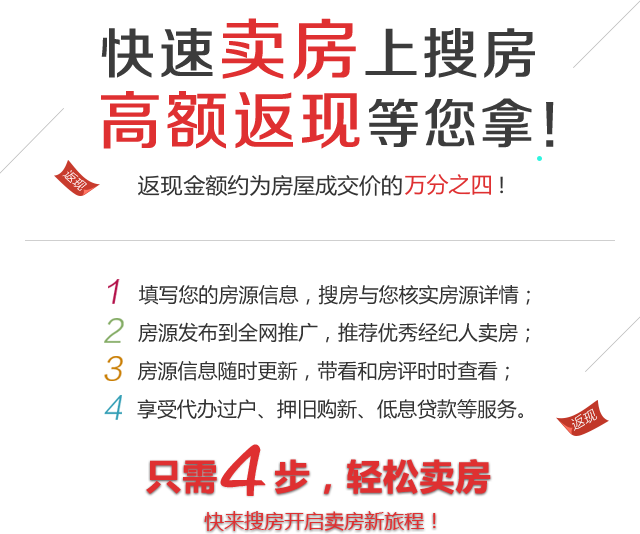 快速卖房上搜房
高额返现等您拿！
返现
返现金额约为房屋成交价的万分之四！
1 填写您的房源信息，搜房与您核实房源详情；
2 房源发布到全网推广，推荐优秀经纪人卖房；
3 房源信息随时更新，带看和房评时时查看；
4 享受代办过户、押旧购新、低息贷款等服务。
返现
只需4步，轻松卖房
快来搜房开启卖房新旅程！